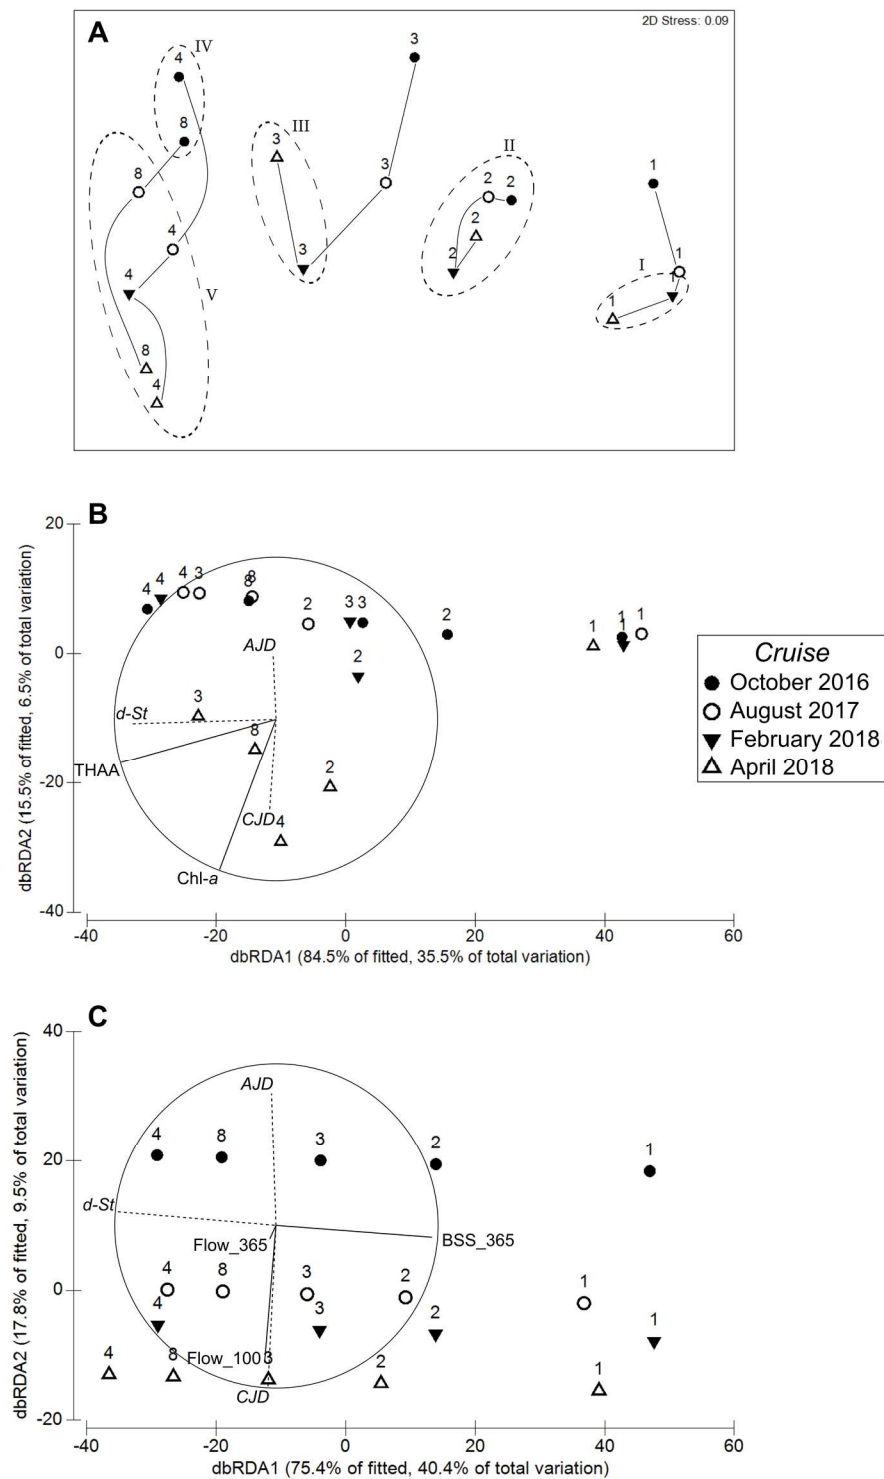 A
2D Stress: 0.09
IV
4
3
8
III
3
II
8
3
2 2
1
4
2
1
I
4
3
2
1
V
1
8
4
B
20
0
-20
-40
dbRDA2 (15.5% of fitted, 6.5% of total variation)
4 4 4 3 8 8
2 3 3 2
1 1 1 1
AJD
2
d-St
3
THAA
8
2
CJD 4
Chl-a
-40 -20 0 20 40 60
dbRDA1 (84.5% of fitted, 35.5% of total variation)
Cruise
October 2016
August 2017
February 2018
April 2018
C
40
20
0
-20
dbRDA2 (17.8% of fitted, 9.5% of total variation)
AJD
4 8 3 2 1
d-St
Flow_365
BSS_365
4 8 3 2 1
4 3 2 1
Flow_100 3
4 8 2 1
CJD
-40 -20 0 20 40 60
dbRDA1 (75.4% of fitted, 40.4% of total variation)